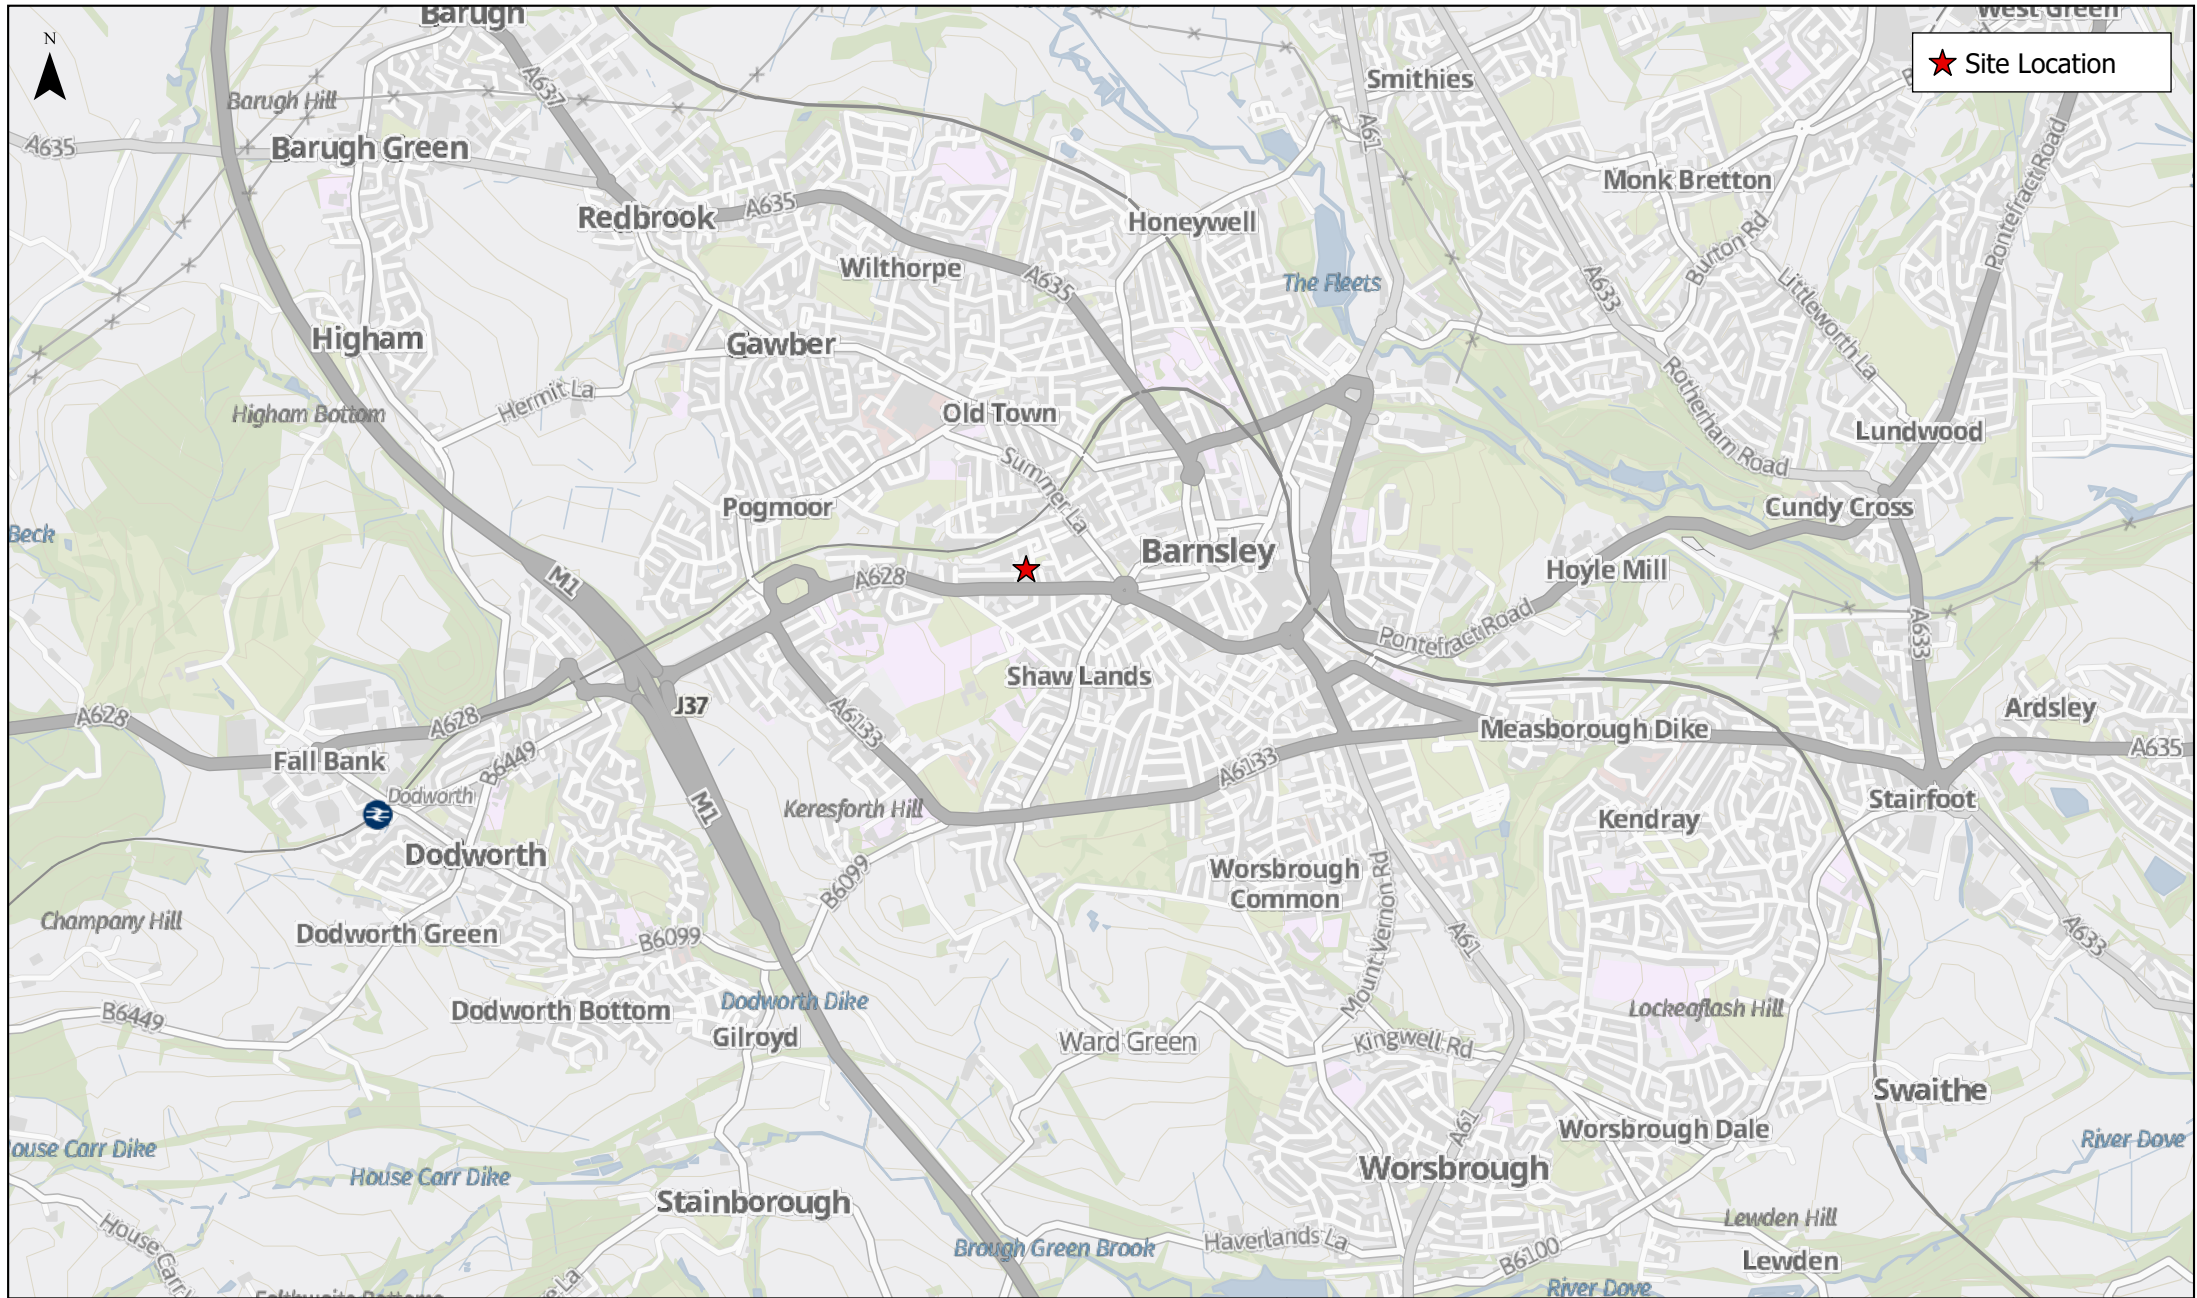 Barugh
West Green
N
Site Location
Smithies
A637
Barugh Hill
A61
A635
Barugh Green
Pontefract Road
Monk Bretton
A635
Redbrook
Honeywell
Burton Rd
Wilthorpe
A635
The Fleets
A633
Littleworth La
Higham
Gawber
Hermit La
Higham Bottom
Old Town
Rotherham Road
Lundwood
Summer La
Pogmoor
Cundy Cross
Beck
Barnsley
M1
A628
Hoyle Mill
Pontefract Road
A633
Shaw Lands
J37
A6133
Ardsley
A628
A628
Measborough Dike
A635
Fall Bank
B6449
A6133
Dodworth
Keresforth Hill
M1
Stairfoot
Kendray
Dodworth
Worsbrough
Common
B6099
Mount Vernon Rd
Champany Hill
Dodworth Green
B6099
A61
A633
Dodworth Dike
Lockeaflash Hill
Dodworth Bottom
B6449
Gilroyd
Ward Green
Kingwell Rd
Swaithe
A61
Worsbrough Dale
River Dove
ouse Carr Dike
House Carr Dike
Worsbrough
Stainborough
Lewden Hill
House Carr
Brough Green Brook
Haverlands La
B6100
Lewden
La
River Dove